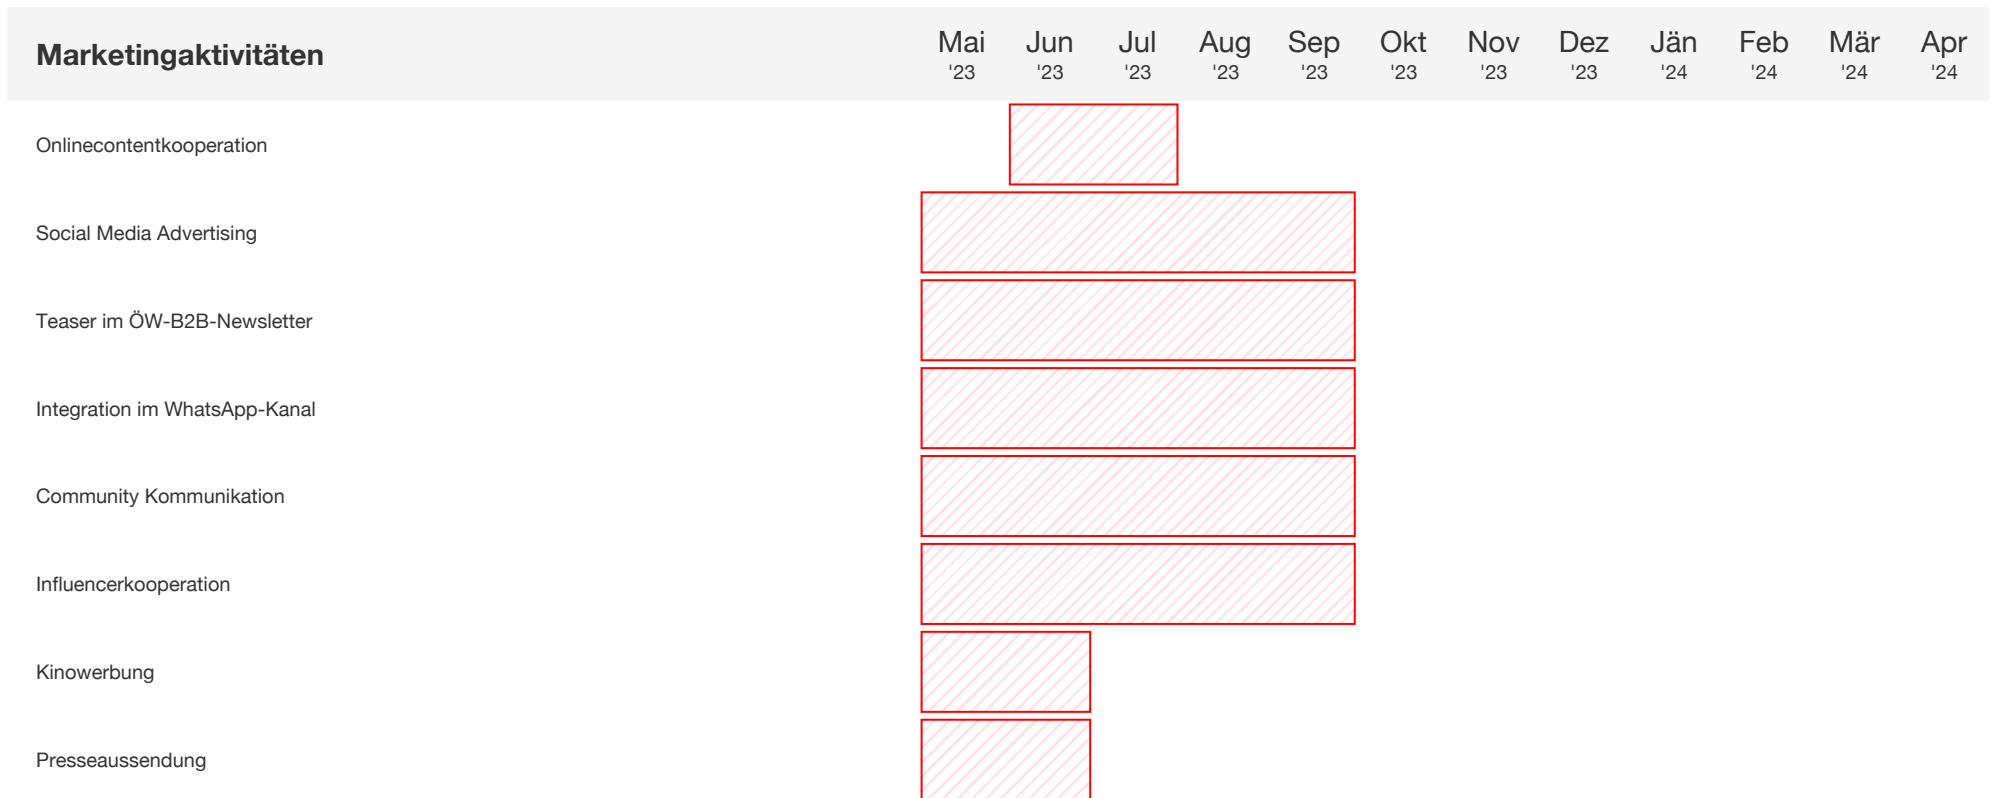 Marketingaktivitäten
Mai Jun Jul Aug Sep Okt Nov Dez Jän Feb Mär Apr
'23 '23 '23 '23 '23 '23 '23 '23 '24 '24 '24 '24
Onlinecontentkooperation
Social Media Advertising
Teaser im ÖW-B2B-Newsletter
Integration im WhatsApp-Kanal
Community Kommunikation
Influencerkooperation
Kinowerbung
Presseaussendung